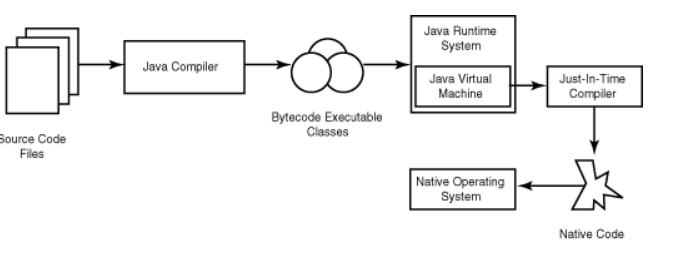 Java Runtime
System
Java Compiler
Java Virtual
Machine
Just-In-Time
Compiler
Bytecode Executable
Classes
Source Code
Files
Native Operating
System
Native Code